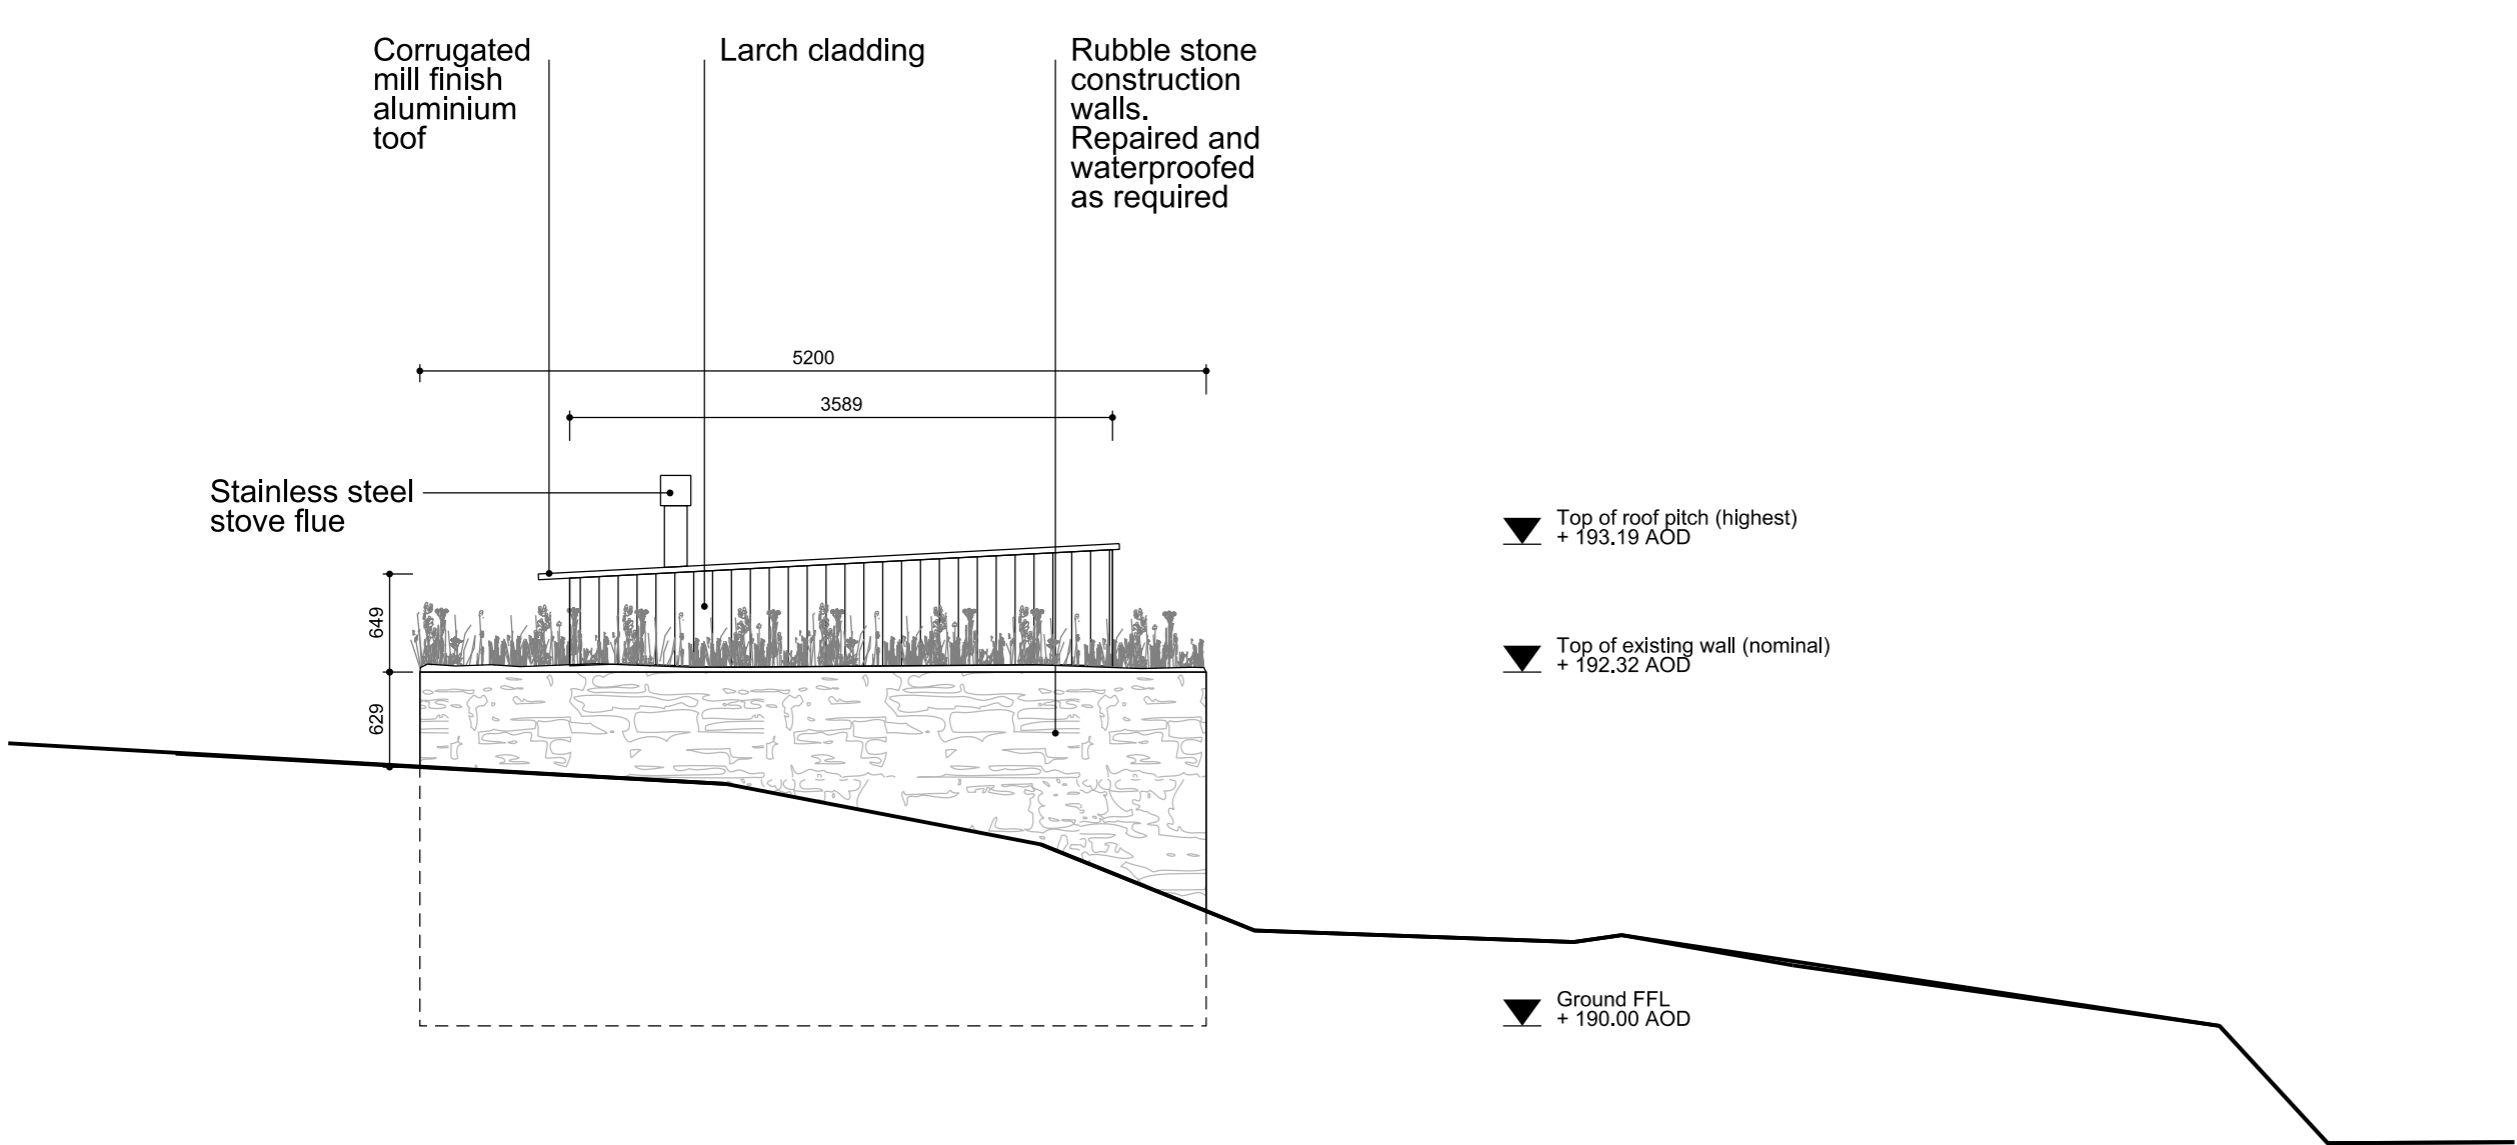 Corrugated
mill finish
aluminium
toof
Larch cladding
Rubble stone
construction
walls.
Repaired and
waterproofed
as required
5200
3589
Stainless steel
stove flue
Top of roof pitch (highest)
+ 193.19 AOD
649
Top of existing wall (nominal)
+ 192.32 AOD
629
Ground FFL
+ 190.00 AOD